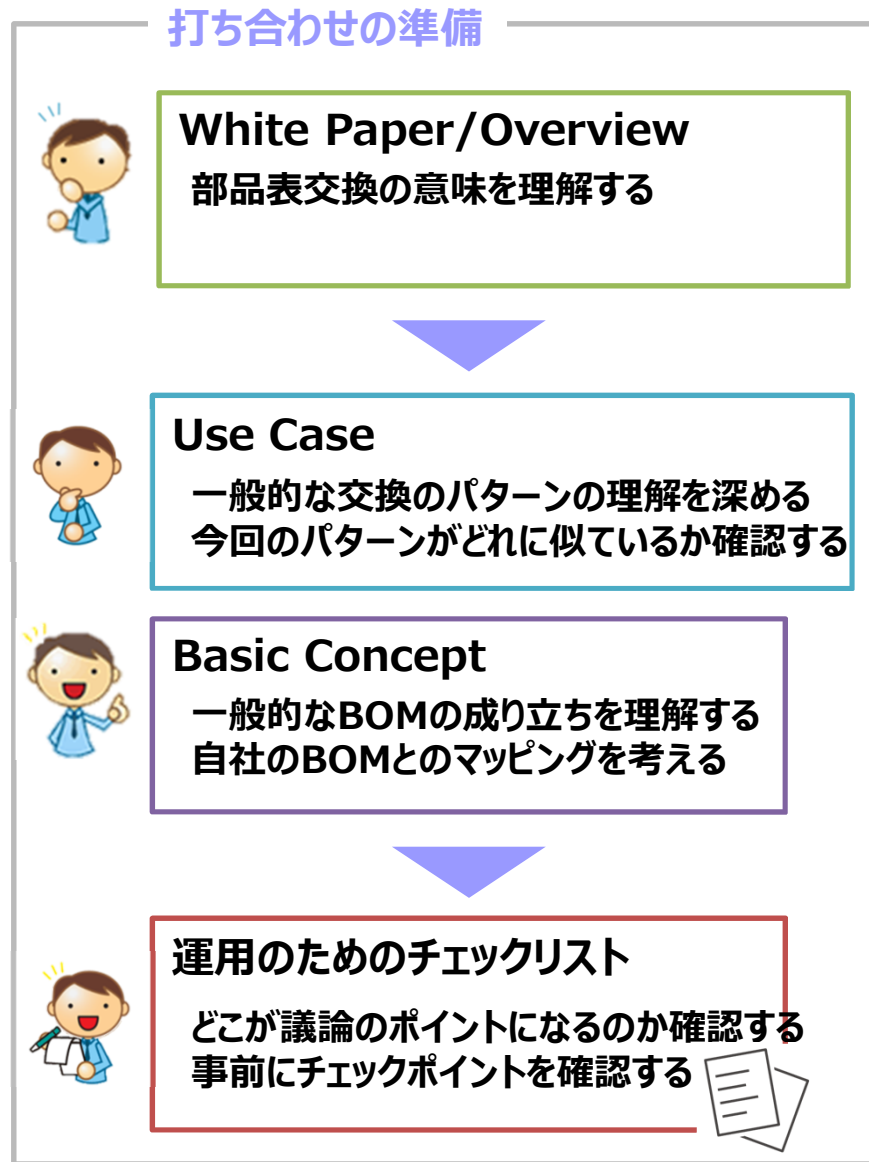 打ち合わせの準備
White Paper/Overview
部品表交換の意味を理解する
Use Case
一般的な交換のパターンの理解を深める
今回のパターンがどれに似ているか確認する
Basic Concept
一般的なBOMの成り立ちを理解する
自社のBOMとのマッピングを考える
運用のためのチェックリスト
どこが議論のポイントになるのか確認する
事前にチェックポイントを確認する